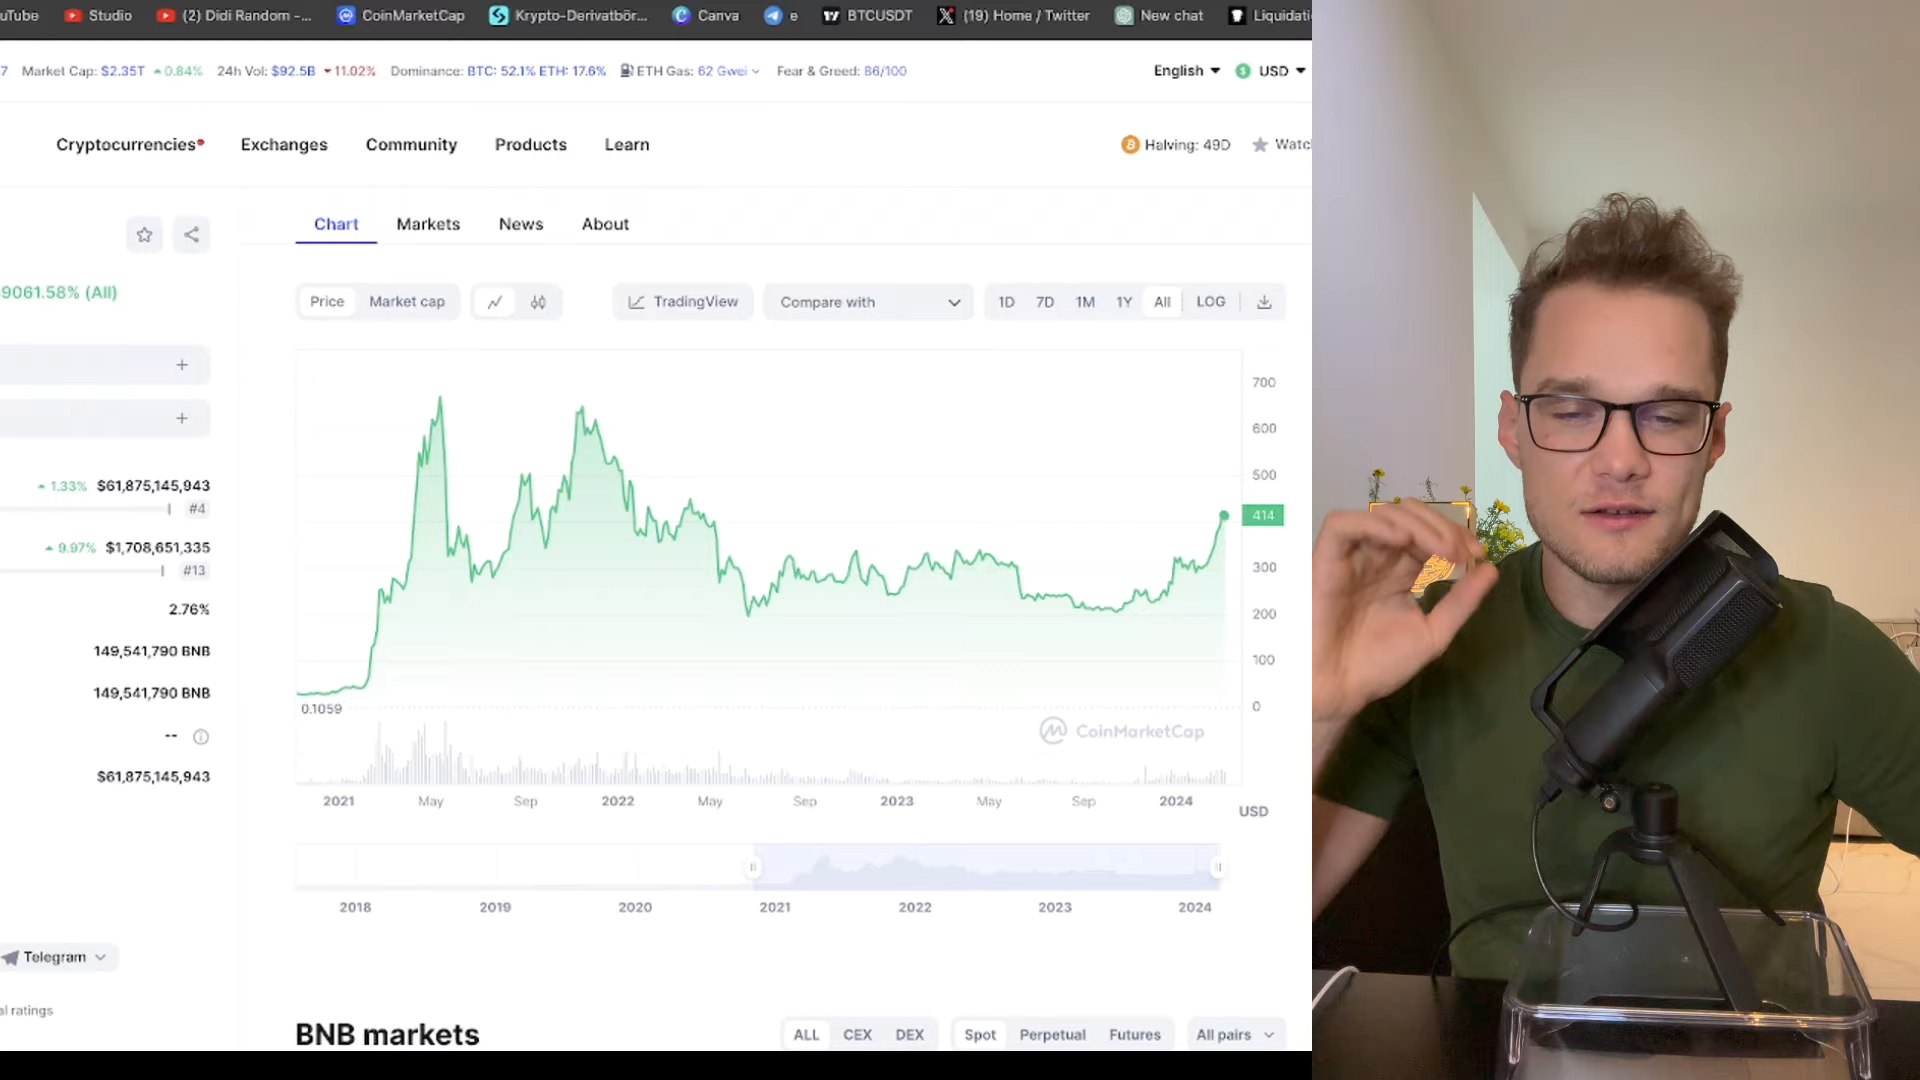 uTube Studio (2) Didi Random -... CoinMarketCap Krypto-Derivatbör... Canva e BTCUSDT (19) Home / Twitter New chat Liquidati
7 Market Cap: $2.35T 0.84% 24h Vol: $92.5B 11.02% Dominance: BTC: 52.1% ETH: 17.6% ETH Gas: 62 Gwei Fear & Greed: 86/100 English USD
Cryptocurrencies Exchanges Community Products Learn Halving: 49D Watc
Chart Markets News About
9061.58% (All)
Price Market cap TradingView Compare with 1D 7D 1M 1Y All LOG
700
600
500
414
300
200
100
0
0.1059
CoinMarketCap
2021 May Sep 2022 May Sep 2023 May Sep 2024
USD
2018 2019 2020 2021 2022 2023 2024
1.33% $61,875,145,943
#4
9.97% $1,708,651,335
#13
2.76%
149,541,790 BNB
149,541,790 BNB
--
$61,875,145,943
Telegram
al ratings
BNB markets ALL CEX DEX Spot Perpetual Futures All pairs